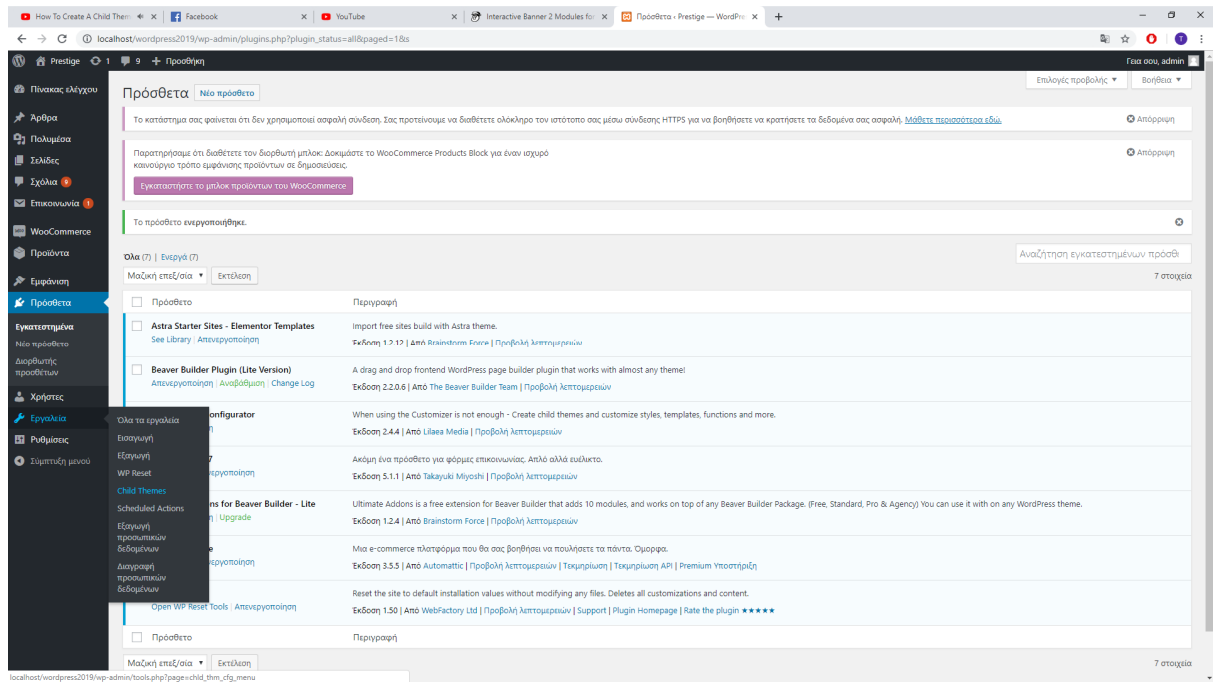 How To Create A Child Them
Facebook
YouTube
Interactive Banner 2 Modules for
Πρόσθετα ‹ Prestige — WordPre
localhost/wordpress2019/wp-admin/plugins.php?plugin_status=all&paged=1&s
Prestige 1 9 Προσθήκη
Γεια σου, admin
Πίνακας ελέγχου
Άρθρα
Πολυμέσα
Σελίδες
Σχόλια 9
Επικοινωνία 1
WooCommerce
Προϊόντα
Εμφάνιση
Πρόσθετα
Εγκατεστημένα
Νέο πρόσθετο
Διορθωτής
προσθέτων
Χρήστες
Εργαλεία
Ρυθμίσεις
Σύμπτυξη μενού
Όλα τα εργαλεία
Εισαγωγή
Εξαγωγή
WP Reset
Child Themes
Scheduled Actions
Εξαγωγή
προσωπικών
δεδομένων
Διαγραφή
προσωπικών
δεδομένων
Επιλογές προβολής
Βοήθεια
Πρόσθετα Νέο πρόσθετο
Το κατάστημα σας φαίνεται ότι δεν χρησιμοποιεί ασφαλή σύνδεση. Σας προτείνουμε να διαθέτετε ολόκληρο τον ιστότοπο σας μέσω σύνδεσης HTTPS για να βοηθήσετε να κρατήσετε τα δεδομένα σας ασφαλή. Μάθετε περισσότερα εδώ.
Απόρριψη
Παρατηρήσαμε ότι διαθέτετε τον διορθωτή μπλοκ: Δοκιμάστε το WooCommerce Products Block για έναν ισχυρό
καινούργιο τρόπο εμφάνισης προϊόντων σε δημοσιεύσεις.
Απόρριψη
Εγκαταστήστε το μπλοκ προϊόντων του WooCommerce
Το πρόσθετο ενεργοποιήθηκε.
Όλα (7) | Ενεργά (7)
Αναζήτηση εγκατεστημένων πρόσθ
Μαζική επεξ/σία Εκτέλεση
7 στοιχεία
Πρόσθετο Περιγραφή
Astra Starter Sites - Elementor Templates
See Library | Απενεργοποίηση
Import free sites build with Astra theme.
Έκδοση 1.2.12 | Από Brainstorm Force | Προβολή λεπτομερειών
Beaver Builder Plugin (Lite Version)
Απενεργοποίηση | Αναβάθμιση | Change Log
A drag and drop frontend WordPress page builder plugin that works with almost any theme!
Έκδοση 2.2.0.6 | Από The Beaver Builder Team | Προβολή λεπτομερειών
onfigurator
When using the Customizer is not enough - Create child themes and customize styles, templates, functions and more.
Έκδοση 2.4.4 | Από Lilaea Media | Προβολή λεπτομερειών
7
νεργοποίηση
Ακόμη ένα πρόσθετο για φόρμες επικοινωνίας. Απλό αλλά ευέλικτο.
Έκδοση 5.1.1 | Από Takayuki Miyoshi | Προβολή λεπτομερειών
ns for Beaver Builder - Lite
η | Upgrade
Ultimate Addons is a free extension for Beaver Builder that adds 10 modules, and works on top of any Beaver Builder Package. (Free, Standard, Pro & Agency) You can use it with on any WordPress theme.
Έκδοση 1.2.4 | Από Brainstorm Force | Προβολή λεπτομερειών
e
νεργοποίηση
Μια e-commerce πλατφόρμα που θα σας βοηθήσει να πουλήσετε τα πάντα. Όμορφα.
Έκδοση 3.5.5 | Από Automattic | Προβολή λεπτομερειών | Τεκμηρίωση | Τεκμηρίωση API | Premium Υποστήριξη
Open WP Reset Tools | Απενεργοποίηση
Reset the site to default installation values without modifying any files. Deletes all customizations and content.
Έκδοση 1.50 | Από WebFactory Ltd | Προβολή λεπτομερειών | Support | Plugin Homepage | Rate the plugin ★★★★★
Πρόσθετο Περιγραφή
Μαζική επεξ/σία Εκτέλεση
7 στοιχεία
localhost/wordpress2019/wp-admin/tools.php?page=chld_thm_cfg_menu